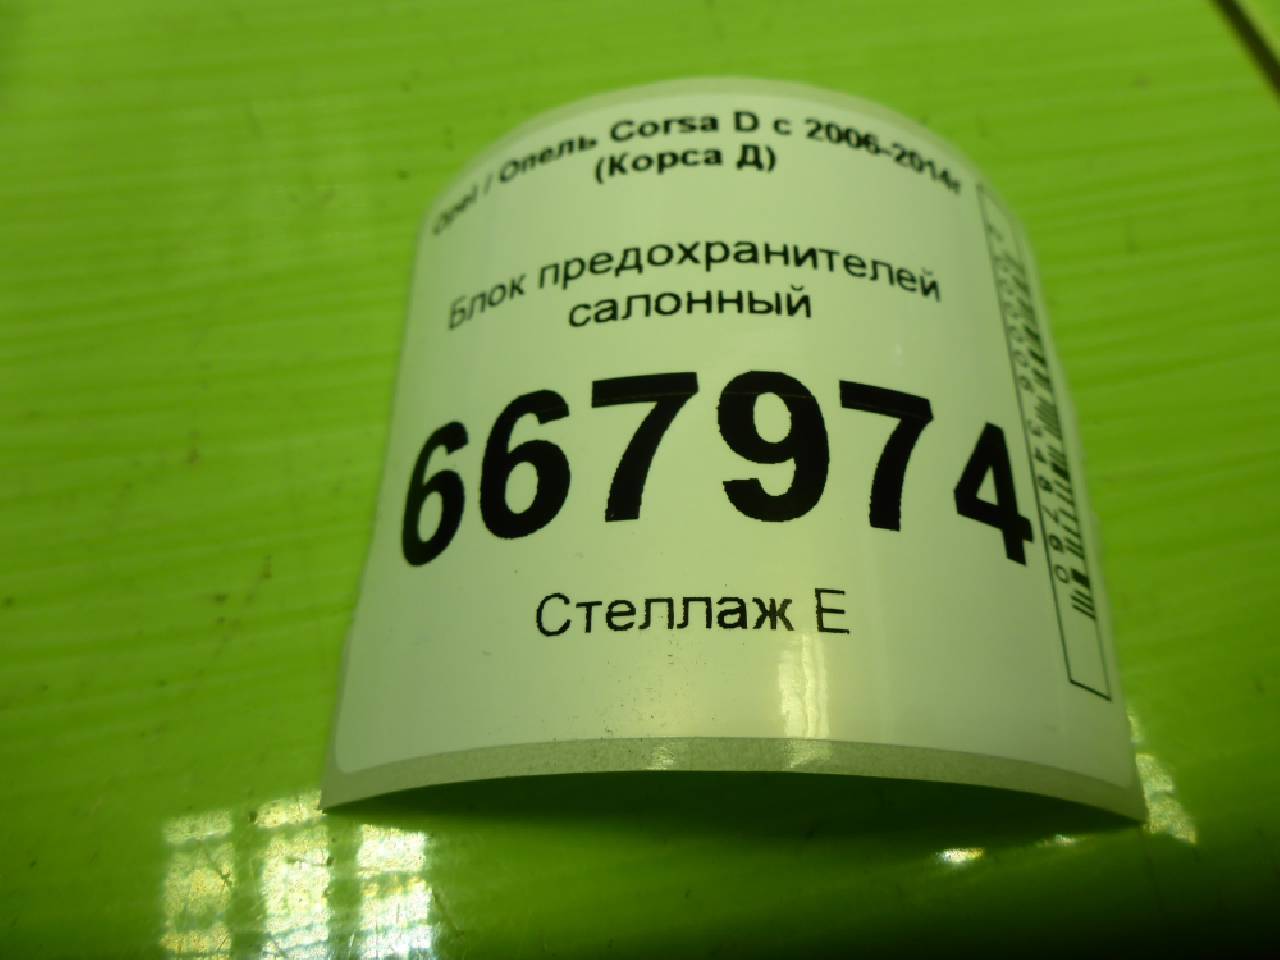 Opel / Опель Corsa D с 2006-2014г
(Корса Д)
Блок предохранителей
салонный
667974
Стеллаж Е